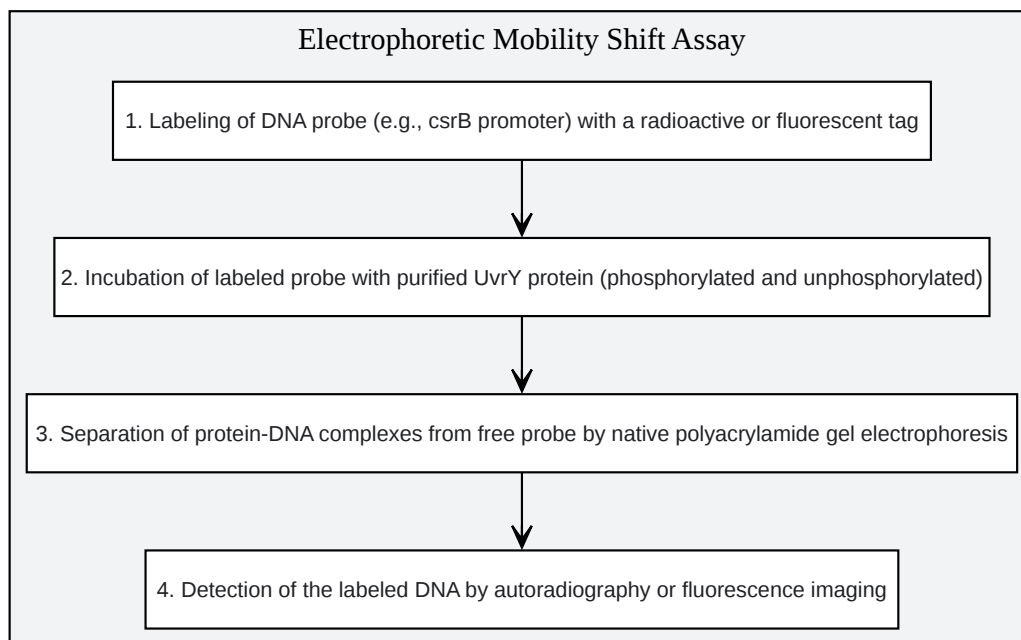 Electrophoretic Mobility Shift Assay
1. Labeling of DNA probe (e.g., csrB promoter) with a radioactive or fluorescent tag
2. Incubation of labeled probe with purified UvrY protein (phosphorylated and unphosphorylated)
3. Separation of protein-DNA complexes from free probe by native polyacrylamide gel electrophoresis
4. Detection of the labeled DNA by autoradiography or fluorescence imaging